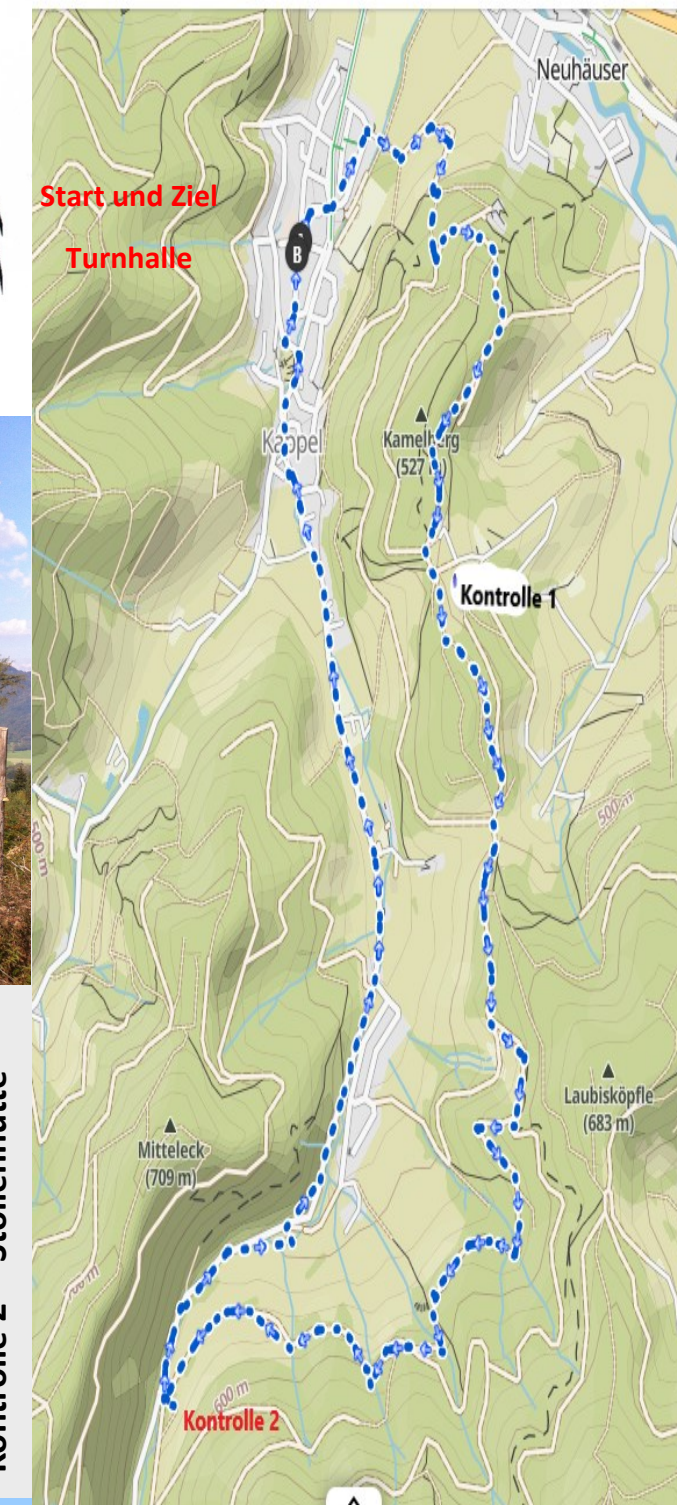 Neuhäuser
Start und Ziel
Turnhalle
B
Kappel
Kamelberg
(527 m)
Kontrolle 1
500 m
500 m
Laubisköpfle
(683 m)
Mitteleck
(709 m)
600 m
Kontrolle 2
Kontrolle 2